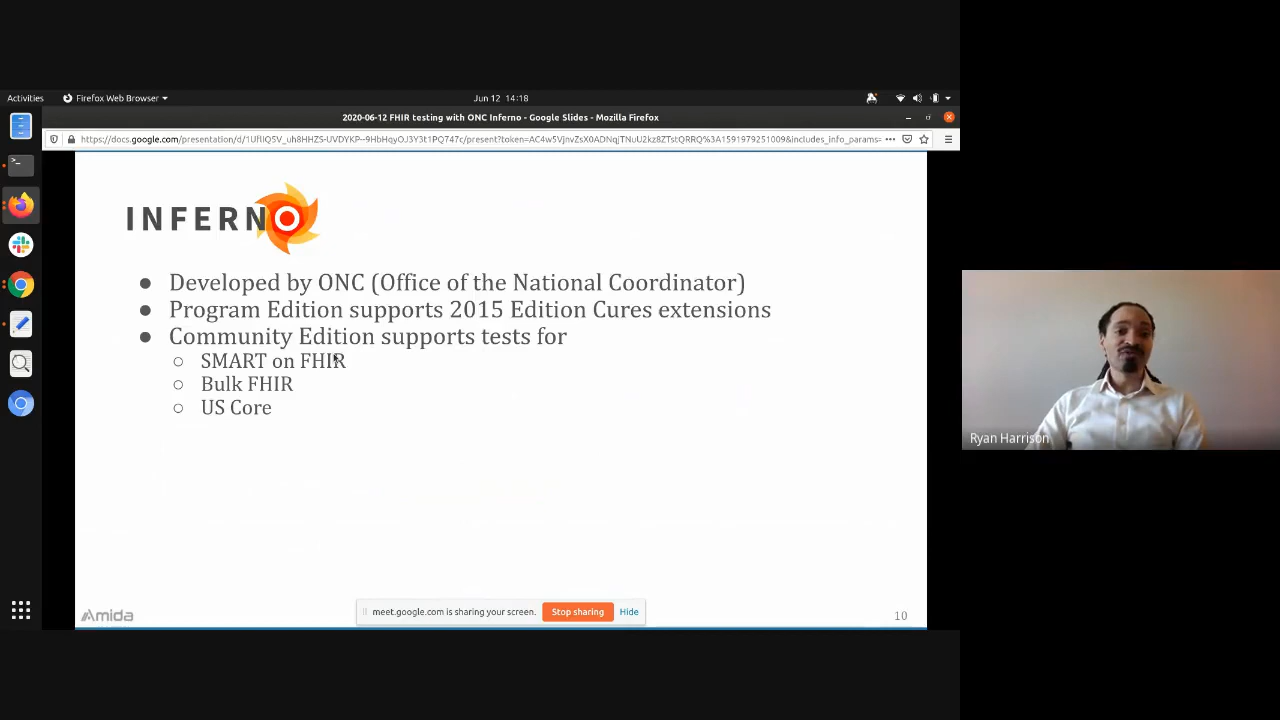 Activities
Firefox Web Browser
Jun 12 14:18
2020-06-12 FHIR testing with ONC Inferno - Google Slides - Mozilla Firefox
INFERNO
● Developed by ONC (Office of the National Coordinator)
● Program Edition supports 2015 Edition Cures extensions
● Community Edition supports tests for
○ SMART on FHIR
○ Bulk FHIR
○ US Core
Ryan Harrison
meet.google.com is sharing your screen. Stop sharing Hide
Amida
10